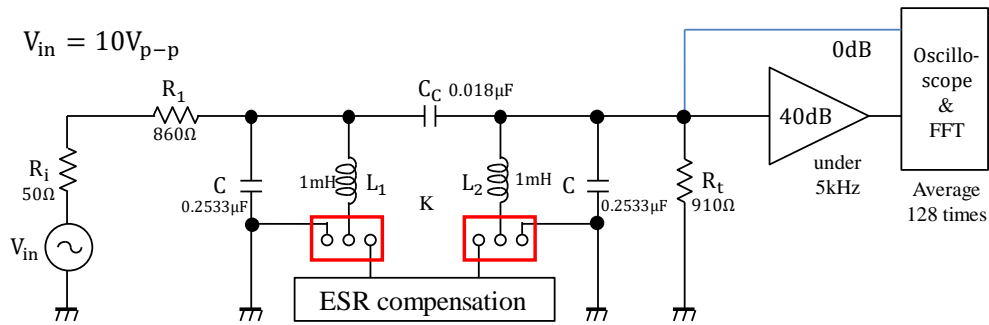 V_in = 10V_p−p
R_1
860Ω
R_i
50Ω
V_in
C
0.2533μF
1mH
L_1
C_C 0.018μF
K
L_2
1mH
C
0.2533μF
R_t
910Ω
0dB
40dB
under
5kHz
Oscillo-
scope
&
FFT
Average
128 times
ESR compensation